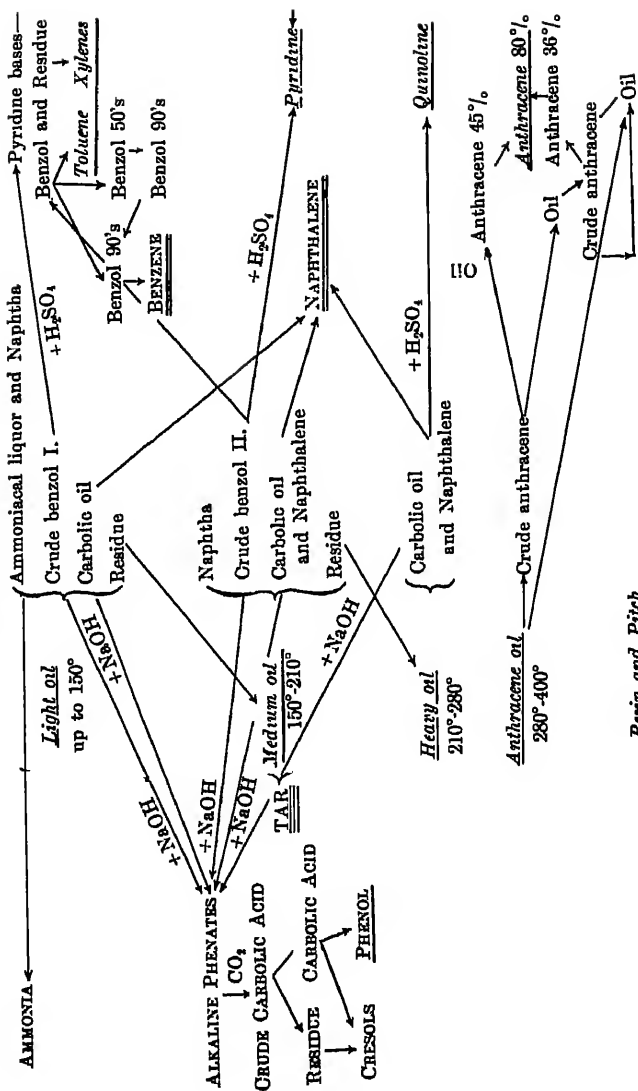 AMMONIA
Ammoniacal liquor and Naphtha
Pyridine bases—
+ H₂SO₄
Crude benzol I.
Carbolic oil
Residue
Light oil
up to 150°
+ NaOH
+ NaOH
Benzol and Residue
Toluene Xylenes
Benzol 50's
Benzol 90's
Benzol 90's
BENZENE
ALKALINE PHENATES
CO₂
CRUDE CARBOLIC ACID
RESIDUE
CARBOLIC ACID
CRESOLS
PHENOL
+ NaOH
+ NaOH
TAR
Medium oil
150°-210°
Naphtha
Crude benzol II.
Carbolic oil
and Naphthalene
Residue
+ H₂SO₄
Pyridine
NAPHTHALENE
+ NaOH
Heavy oil
210°-280°
Carbolic oil
and Naphthalene
+ H₂SO₄
Quinoline
Anthracene oil
280°-400°
Crude anthracene
Oil
Anthracene 45°/₀
Anthracene 80°/₀
Oil
Anthracene 36°/₀
Crude anthracene
Oil
Resin and Pitch